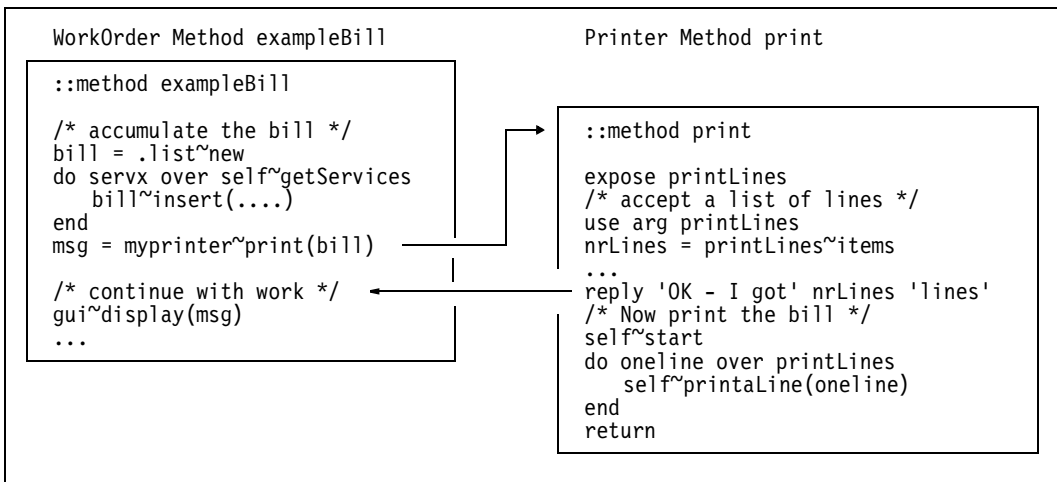 WorkOrder Method exampleBill
::method exampleBill
/* accumulate the bill */
bill = .list~new
do servx over self~getServices
bill~insert(....)
end
msg = myprinter~print(bill)
/* continue with work */
gui~display(msg)
...
Printer Method print
::method print
expose printLines
/* accept a list of lines */
use arg printLines
nrLines = printLines~items
...
reply 'OK - I got' nrLines 'lines'
/* Now print the bill */
self~start
do oneline over printLines
self~printaLine(oneline)
end
return